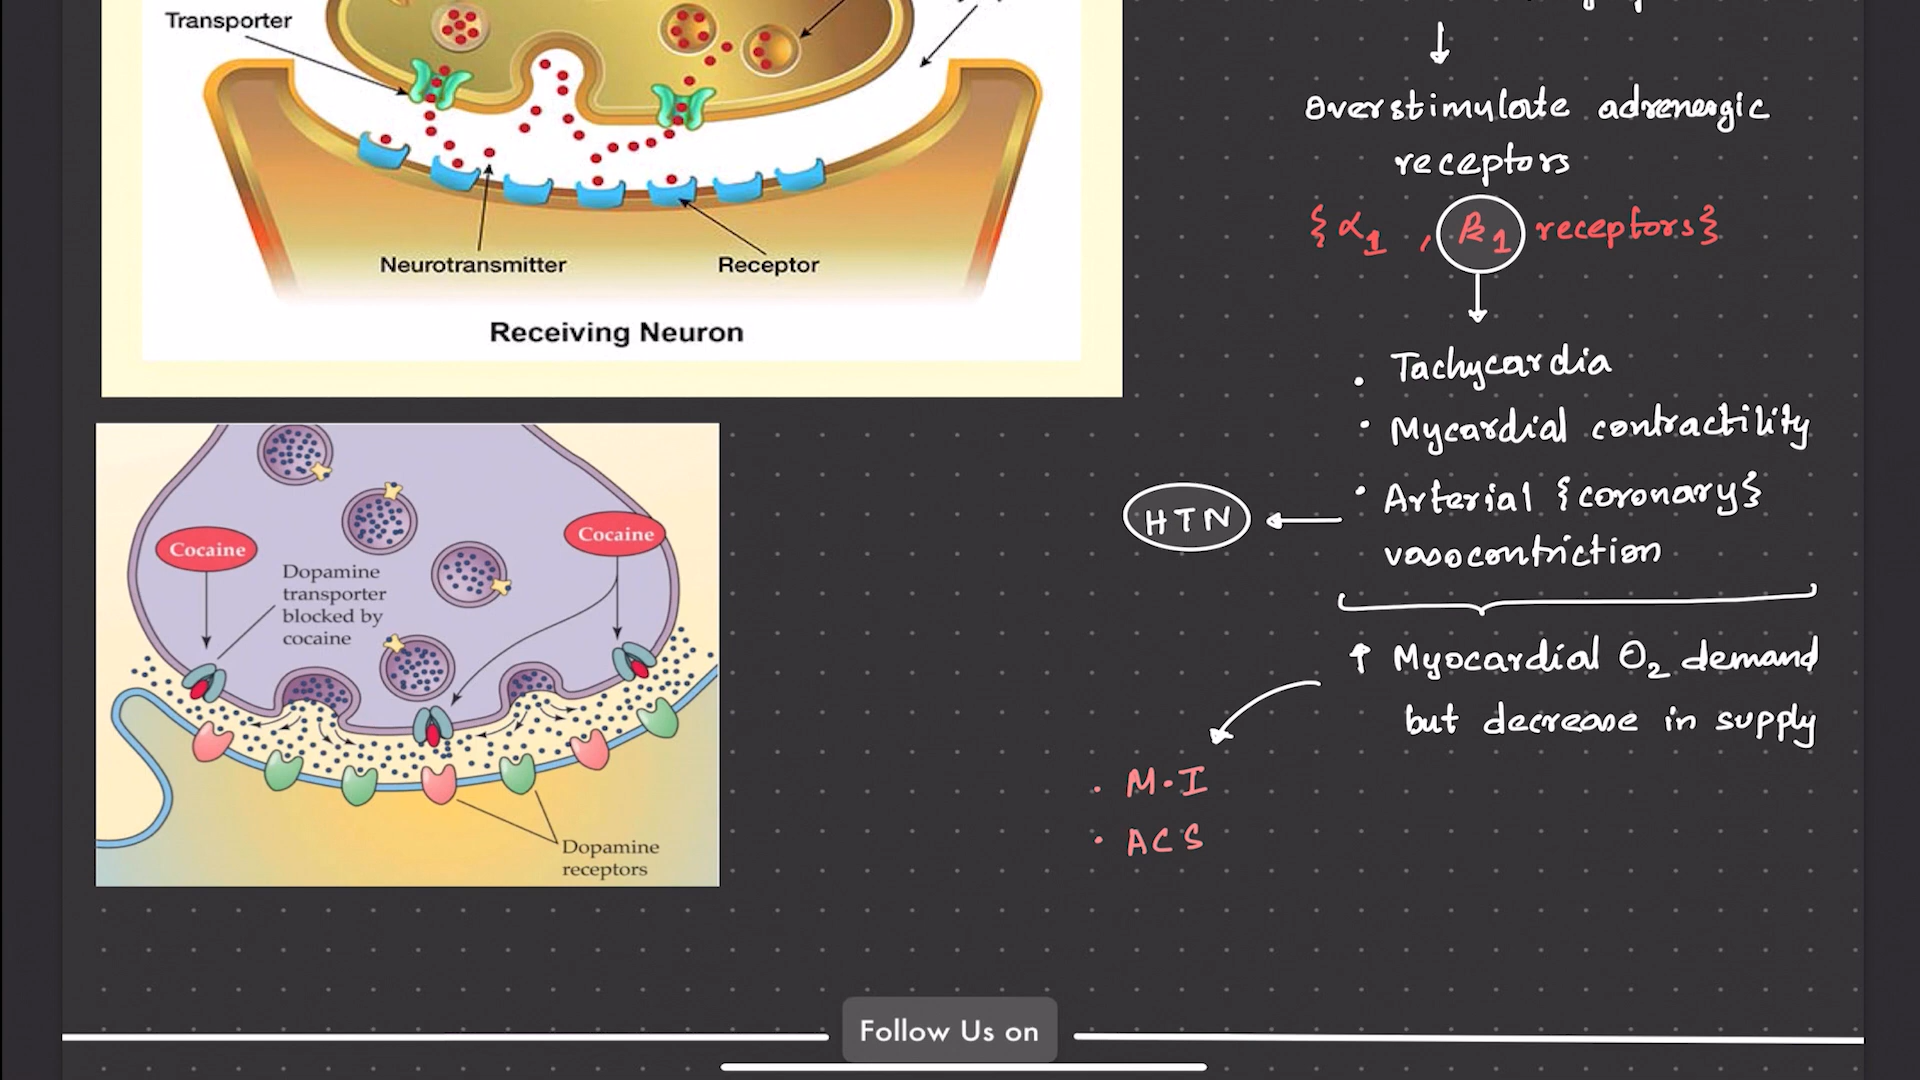 Transporter
Neurotransmitter
Receptor
Receiving Neuron
Cocaine
Cocaine
Dopamine
transporter
blocked by
cocaine
Dopamine
receptors
↓
Overstimulate adrenergic
receptors
{α1 , β1 receptors}
↓
• Tachycardia
• Mycardial contractility
• Arterial {coronary}
vasocontriction
HTN ←
↑ Myocardial O2 demand
but decrease in supply
• M.I
• ACS
Follow Us on